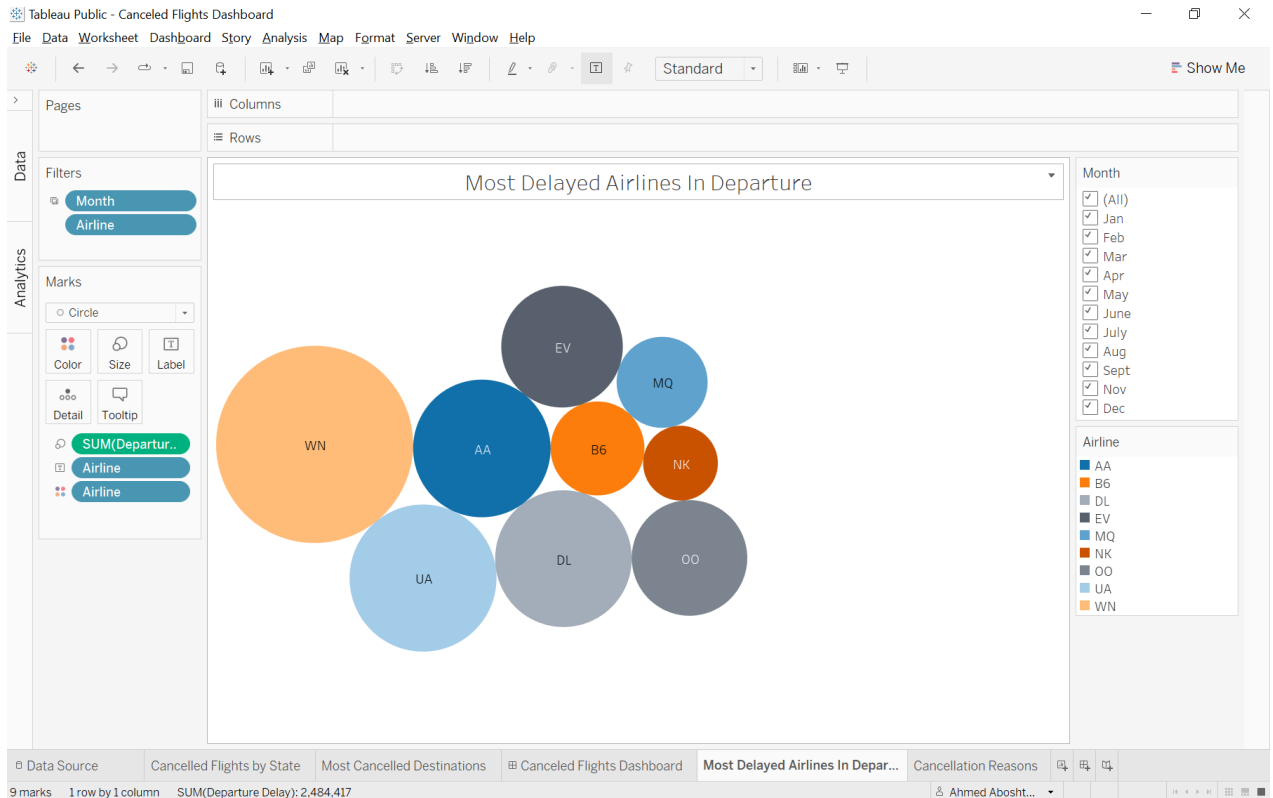 Tableau Public - Canceled Flights Dashboard
File Data Worksheet Dashboard Story Analysis Map Format Server Window Help
Standard
Show Me
Pages
Columns
Rows
Data
Analytics
Filters
Month
Airline
Marks
Circle
Color Size Label
Detail Tooltip
SUM(Departur..
Airline
Airline
Most Delayed Airlines In Departure
EV
MQ
WN
AA
B6
NK
UA
DL
OO
Month
(All)
Jan
Feb
Mar
Apr
May
June
July
Aug
Sept
Nov
Dec
Airline
AA
B6
DL
EV
MQ
NK
OO
UA
WN
Data Source Cancelled Flights by State Most Cancelled Destinations Canceled Flights Dashboard Most Delayed Airlines In Depar... Cancellation Reasons
9 marks 1 row by 1 column SUM(Departure Delay): 2,484,417 Ahmed Abosht...